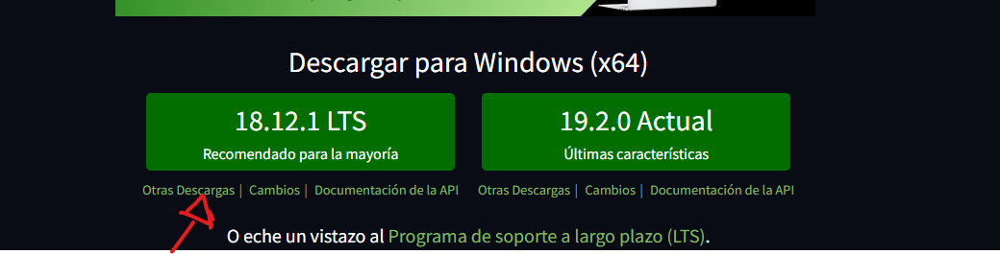 Descargar para Windows (x64)
18.12.1 LTS
Recomendado para la mayoría
19.2.0 Actual
Últimas características
Otras Descargas | Cambios | Documentación de la API
Otras Descargas | Cambios | Documentación de la API
O eche un vistazo al Programa de soporte a largo plazo (LTS).